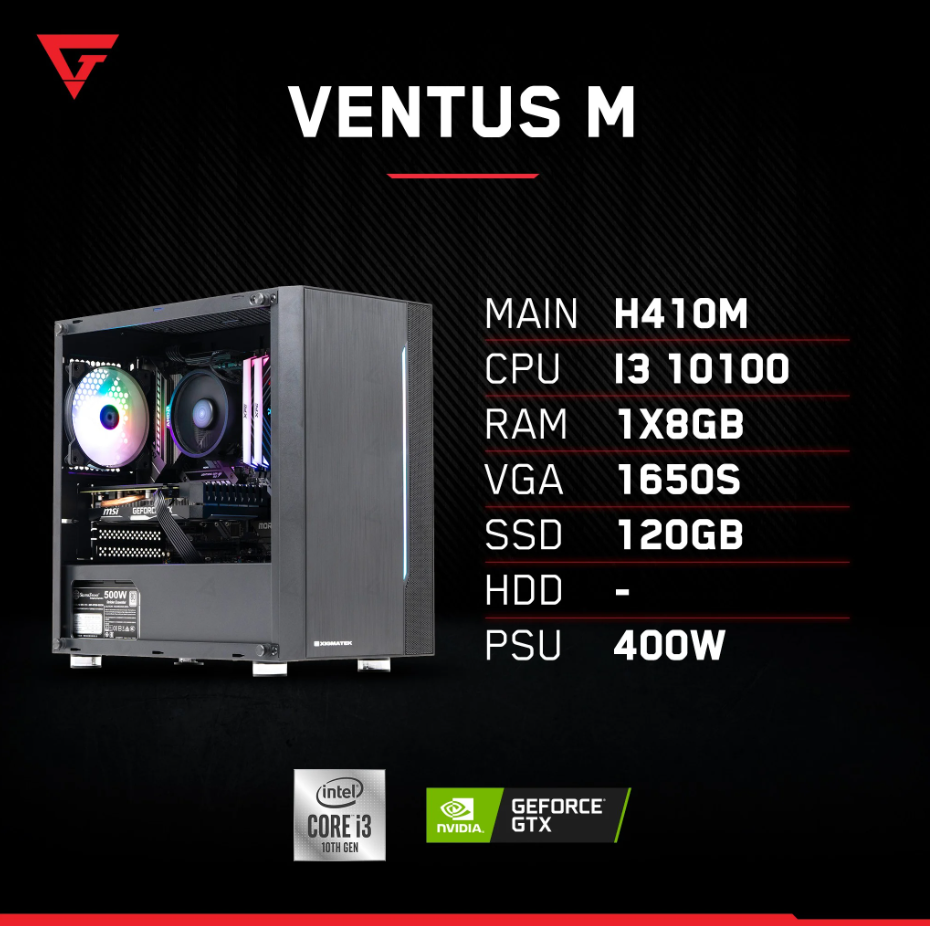 VENTUS M
MAIN H410M
CPU I3 10100
RAM 1X8GB
VGA 1650S
SSD 120GB
HDD -
PSU 400W
msi GEFORCE
500W
XIGMATEK
intel
CORE i3
10TH GEN
NVIDIA
GEFORCE
GTX